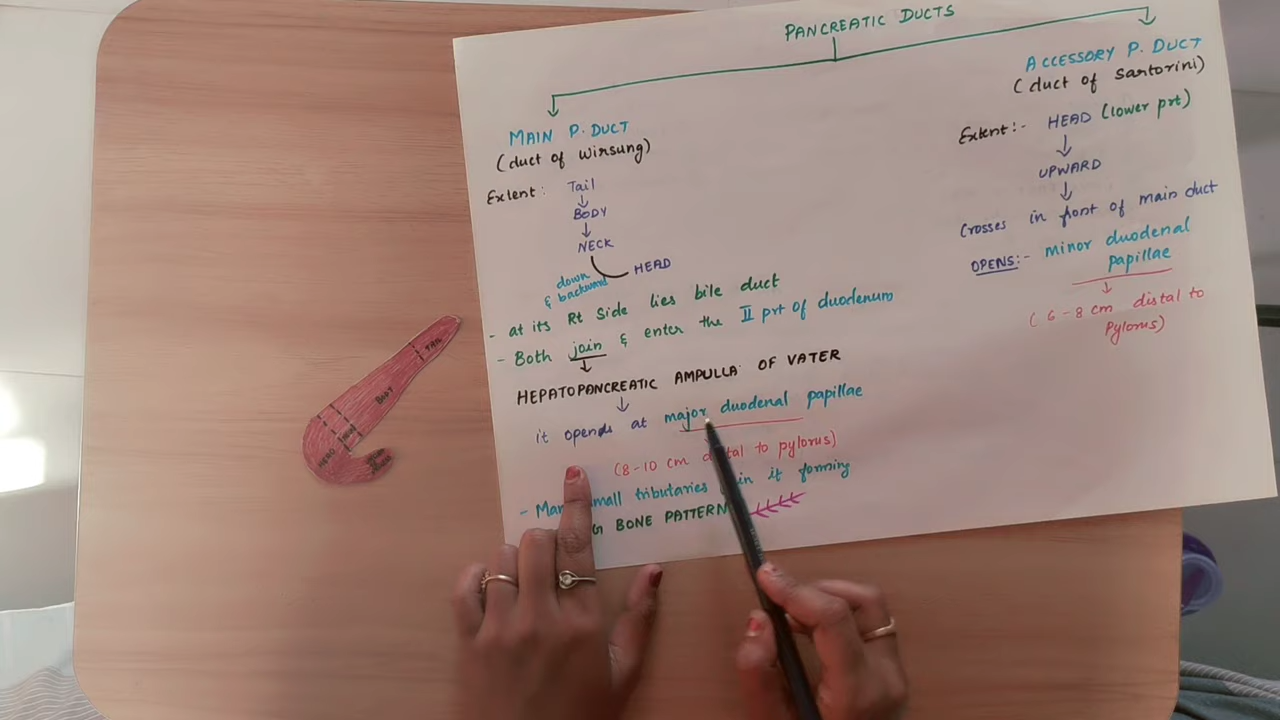 PANCREATIC DUCTS
MAIN P. DUCT
(duct of wirsung)
Extent: Tail
BODY
NECK
down
& backward
HEAD
- at its Rt side lies bile duct
- Both join & enter the II prt of duodenum
HEPATOPANCREATIC AMPULLA OF VATER
it opends at major duodenal papillae
(8-10 cm to pylorus)
- small tributaries it forming
BONE PATTERN
ACCESSORY P. DUCT
(duct of Sartorini)
Extent:- HEAD (lower prt)
UPWARD
Crosses in front of main duct
OPENS:- minor duodenal
papillae
(6-8 cm distal to
Pylorus)
TAIL
BODY
NECK
HEAD